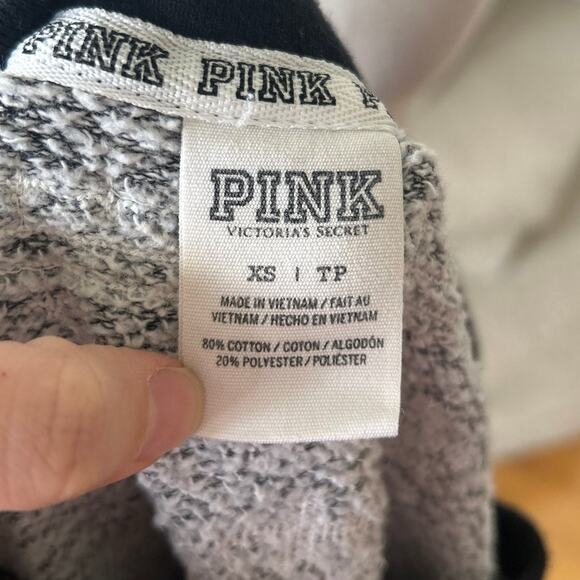 PINK PINK P
PINK
VICTORIA'S SECRET
XS | TP
MADE IN VIETNAM / FAIT AU
VIETNAM / HECHO EN VIETNAM
80% COTTON / COTON / ALGODÓN
20% POLYESTER / POLIÉSTER